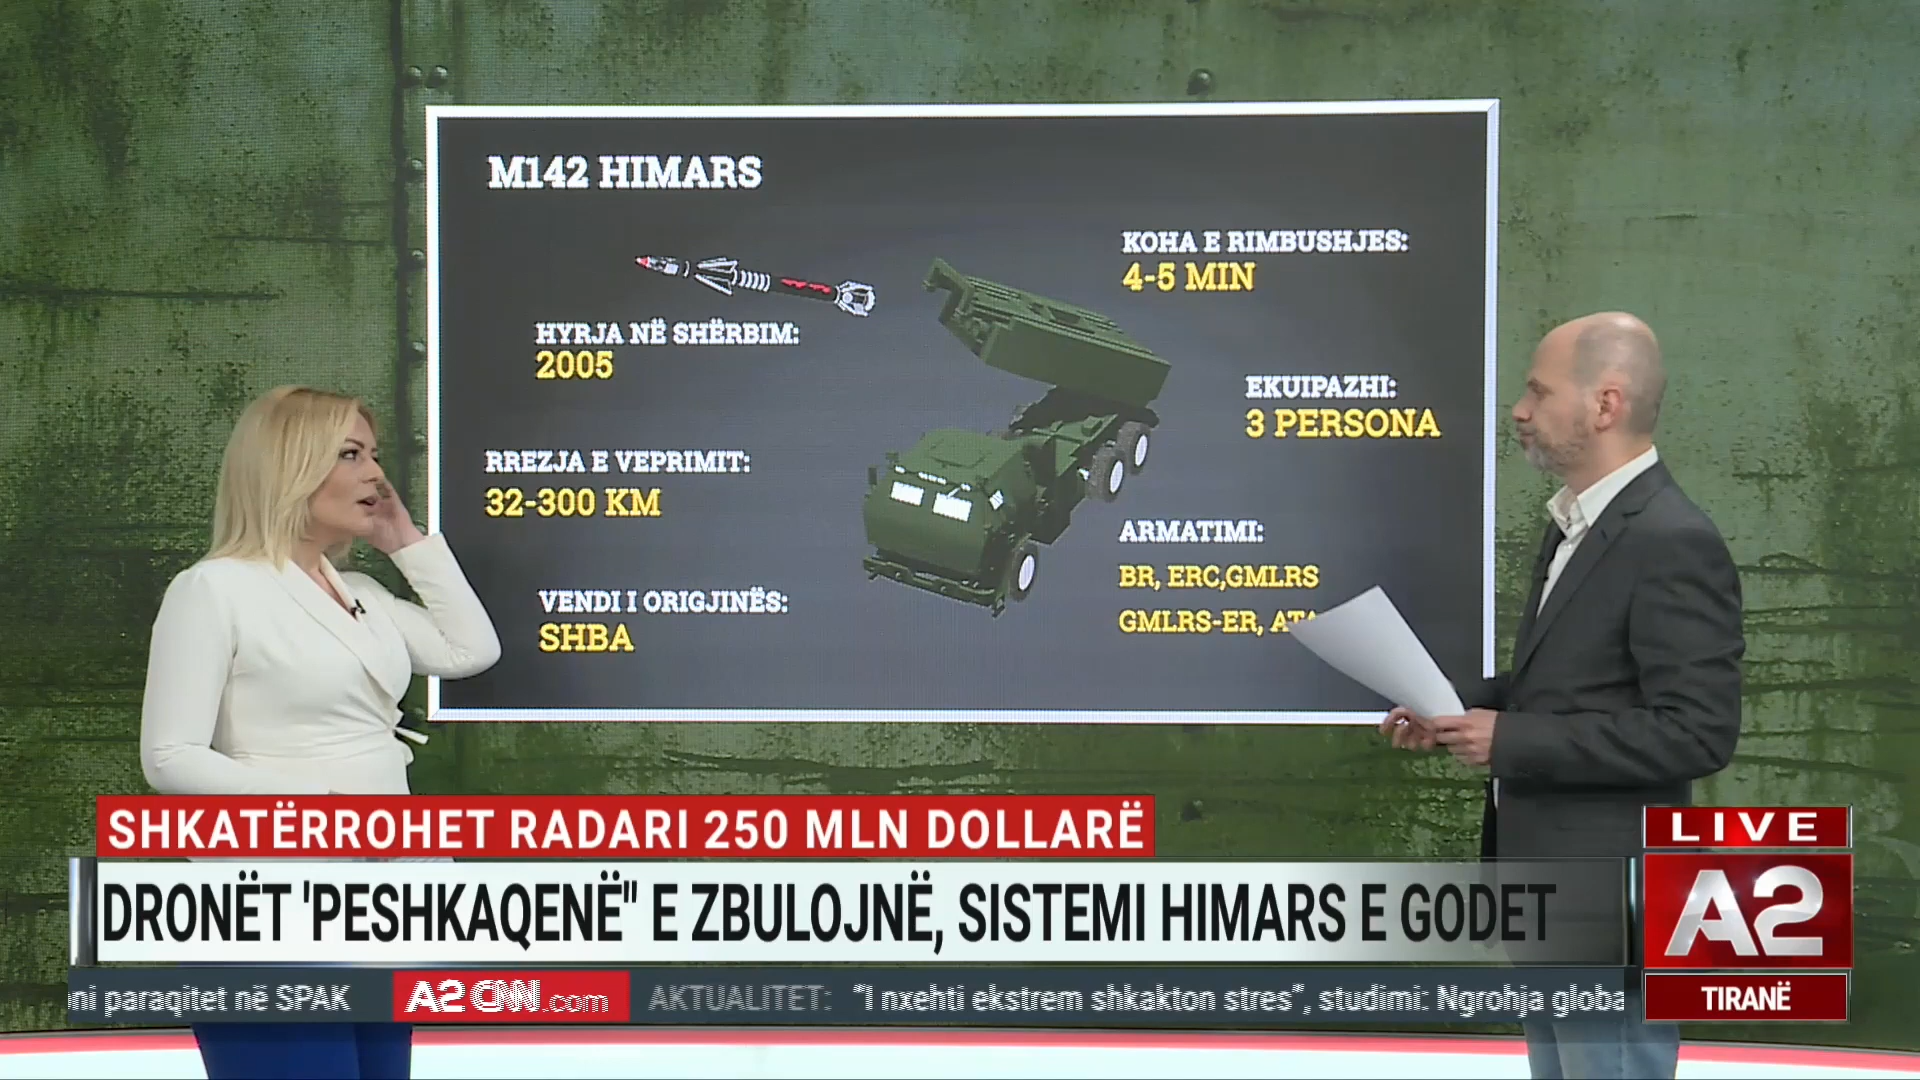 M142 HIMARS
KOHA E RIMBUSHJES:
4-5 MIN
HYRJA NË SHËRBIM:
2005
EKUIPAZHI:
3 PERSONA
RREZJA E VEPRIMIT:
32-300 KM
ARMATIMI:
BR, ERC,GMLRS
GMLRS-ER,
VENDI I ORIGJINËS:
SHBA
SHKATËRROHET RADARI 250 MLN DOLLARË
DRONËT 'PESHKAQENË" E ZBULOJNË, SISTEMI HIMARS E GODET
LIVE
A2
TIRANË
paraqitet në SPAK
A2 CNN.com
AKTUALITET: "I nxehti ekstrem shkakton stres", studimi: Ngrohja